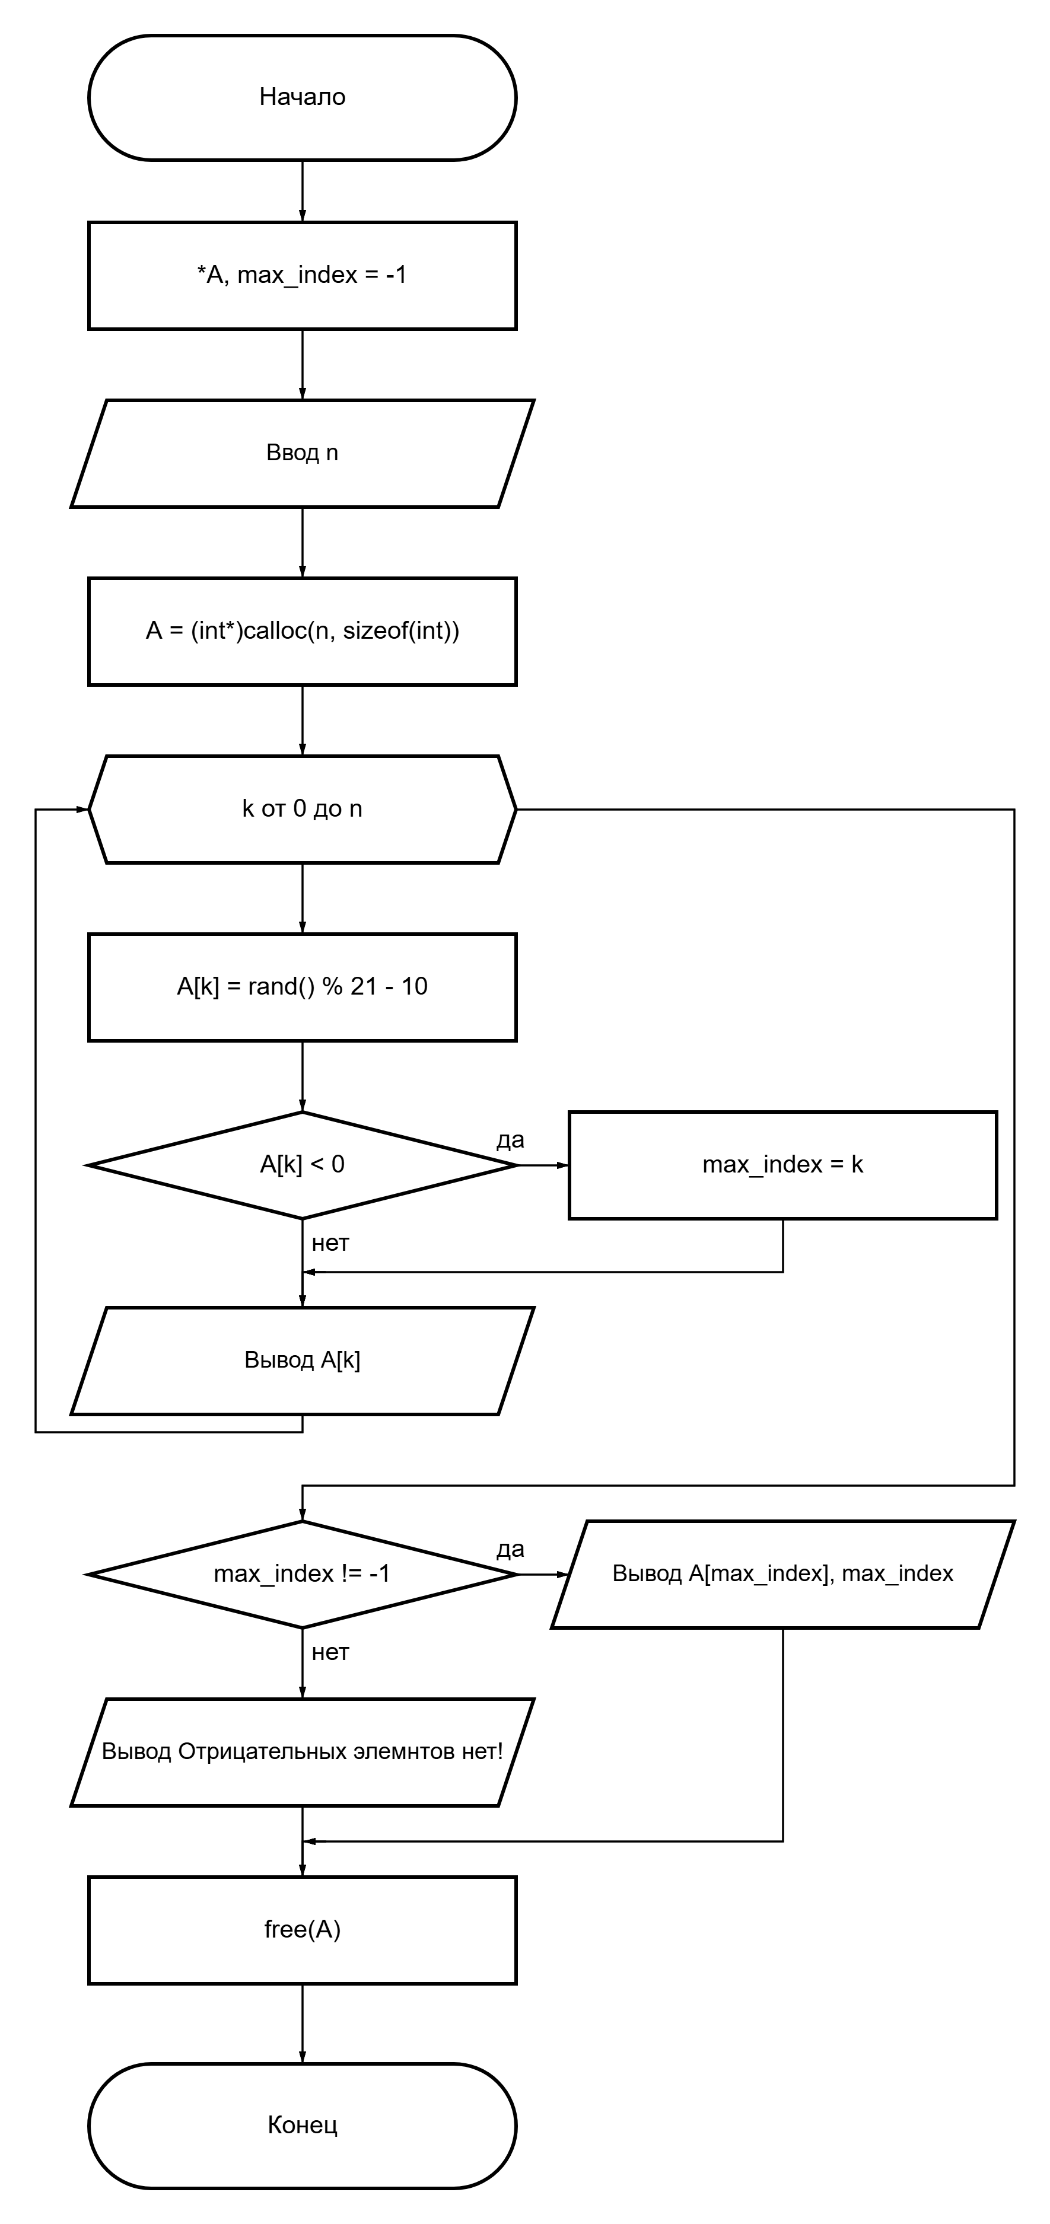 Начало
*A, max_index = -1
Ввод n
A = (int*)calloc(n, sizeof(int))
k от 0 до n
A[k] = rand() % 21 - 10
A[k] < 0
да
max_index = k
нет
Вывод A[k]
max_index != -1
да
Вывод A[max_index], max_index
нет
Вывод Отрицательных элемнтов нет!
free(A)
Конец